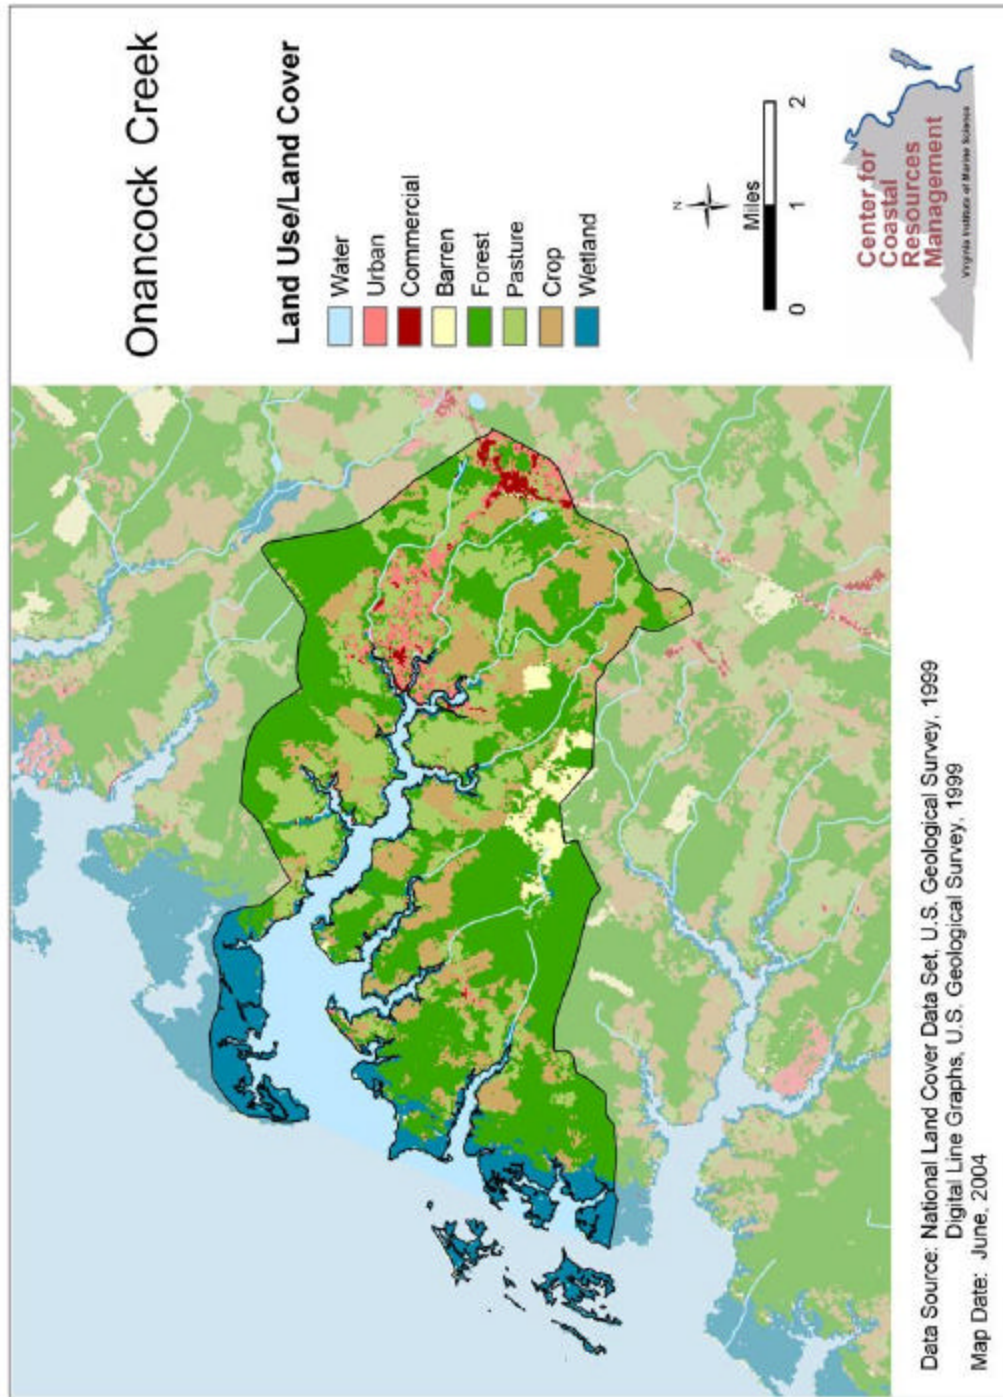 Onancock Creek
Land Use/Land Cover
Water
Urban
Commercial
Barren
Forest
Pasture
Crop
Wetland
N
Miles
0 1 2
Center for
Coastal
Resources
Management
Virginia Institute of Marine Science
Data Source: National Land Cover Data Set, U.S. Geological Survey, 1999
Digital Line Graphs, U.S. Geological Survey, 1999
Map Date: June, 2004